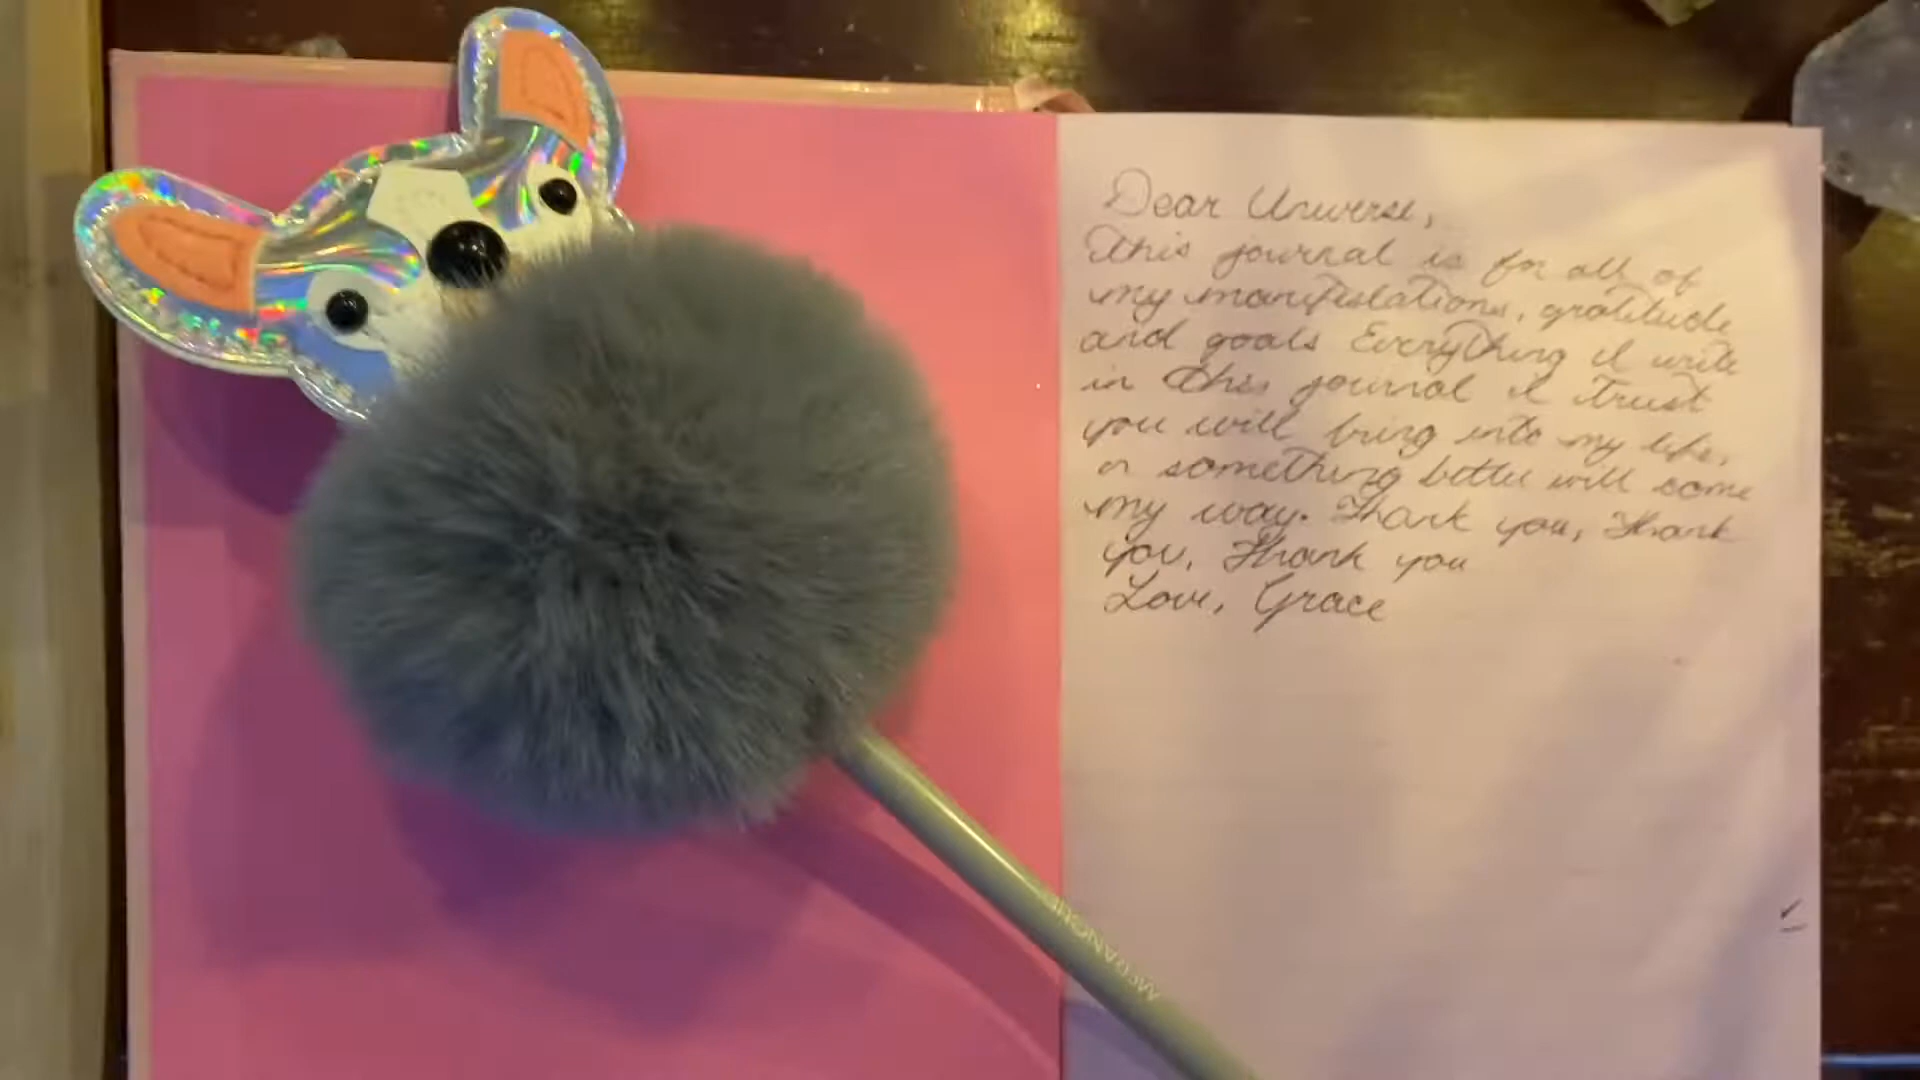 Dear Universe,
This journal is for all of
my manifestations, gratitude
and goals Everything I write
in this journal I trust
you will bring into my life,
or something better will come
my way. Thank you, Thank
you, Thank you
Love, Grace